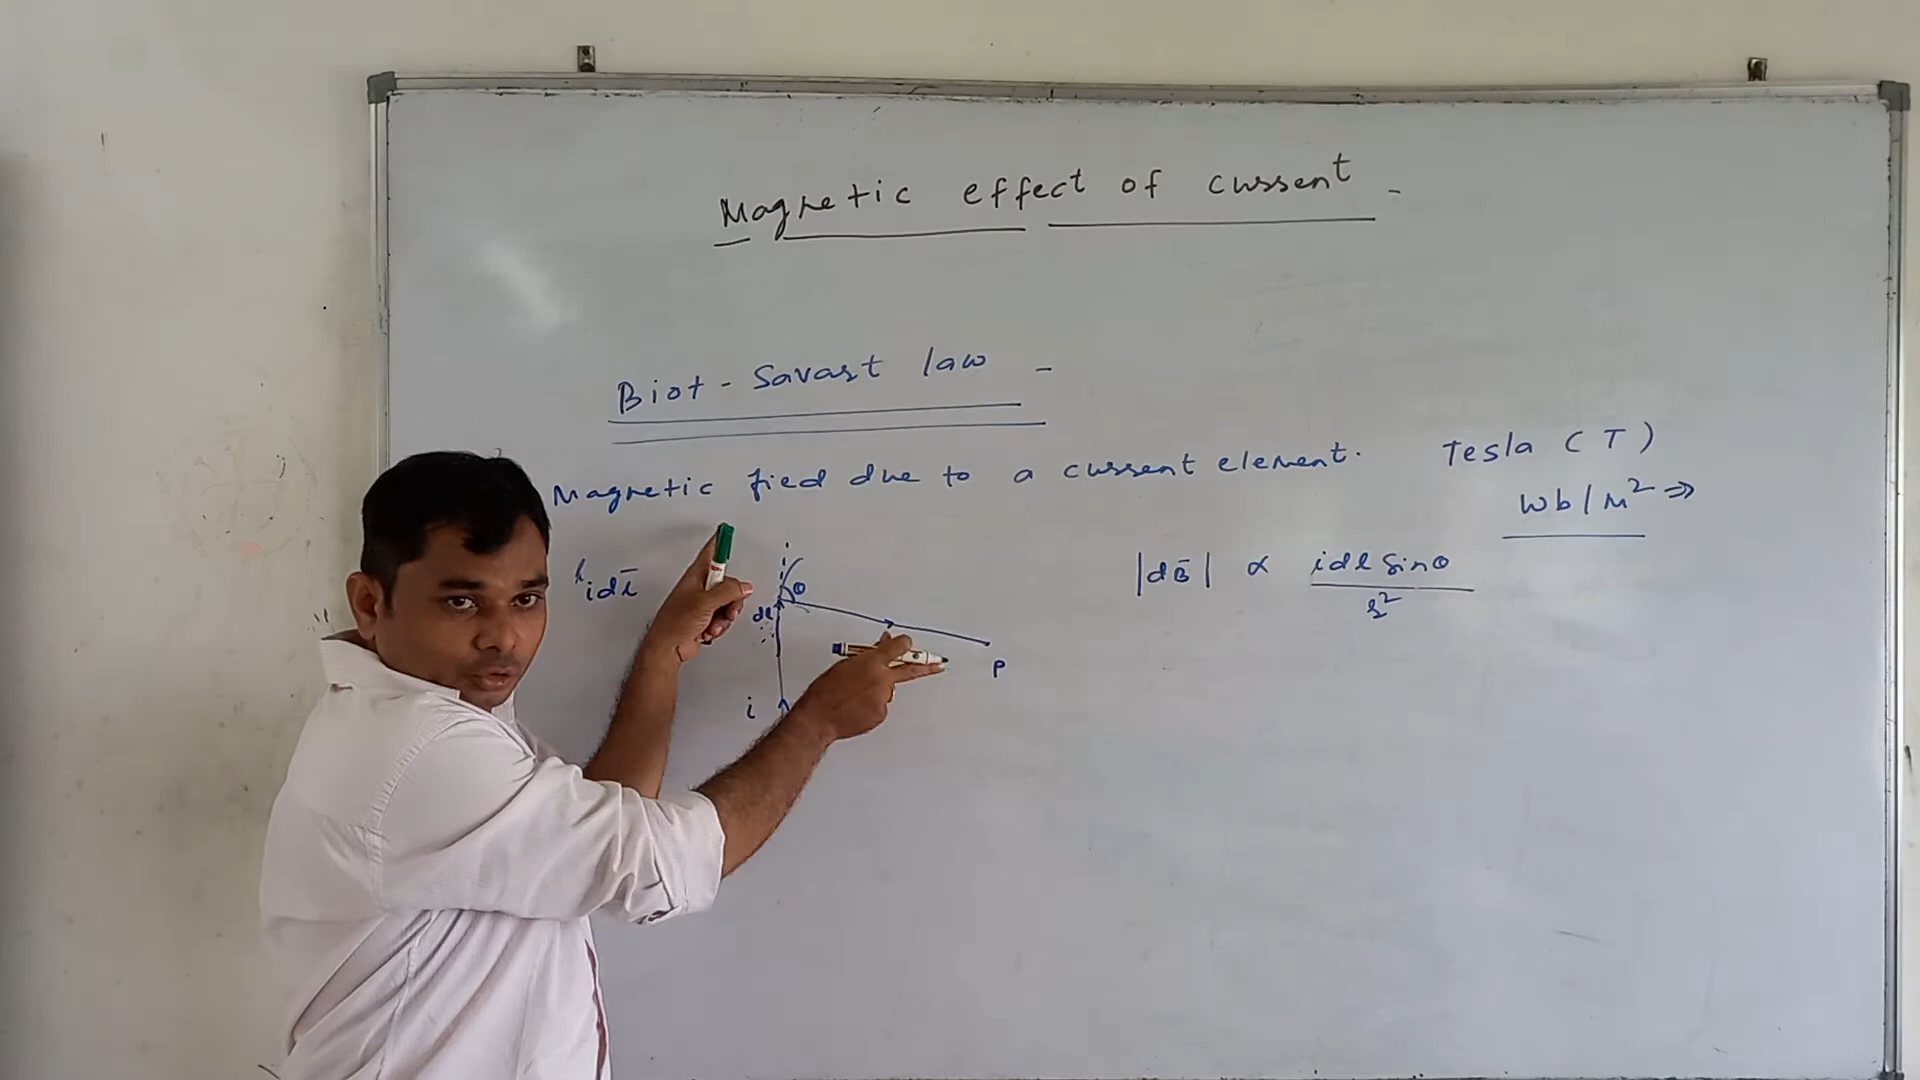 Magnetic effect of current -
Biot - Savart law -
Magnetic fied due to a current element. Tesla (T)
Wb/m² ⇒
idl̅
θ
dl
P
i
|dB̅| ∝ idl sinθ / r²